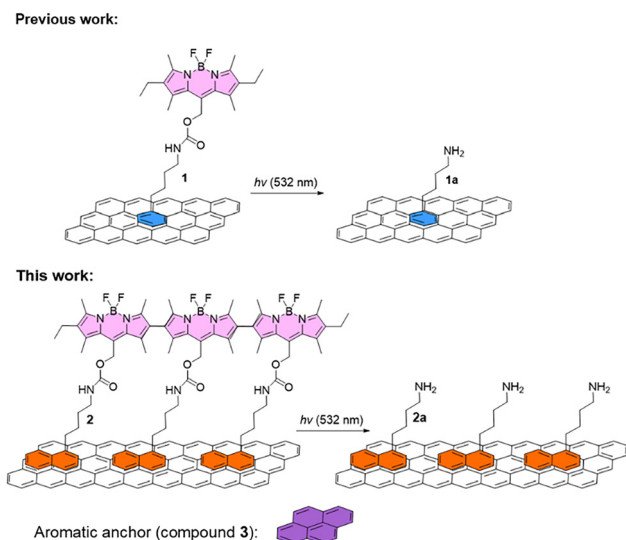 Previous work:
F F
B
N N
O
HN O
1
hν (532 nm)
NH2
1a
This work:
F F F F F F
B B B
N N N N N N
O O O
HN O HN O HN O
2
hν (532 nm)
NH2 NH2 NH2
2a
Aromatic anchor (compound 3):